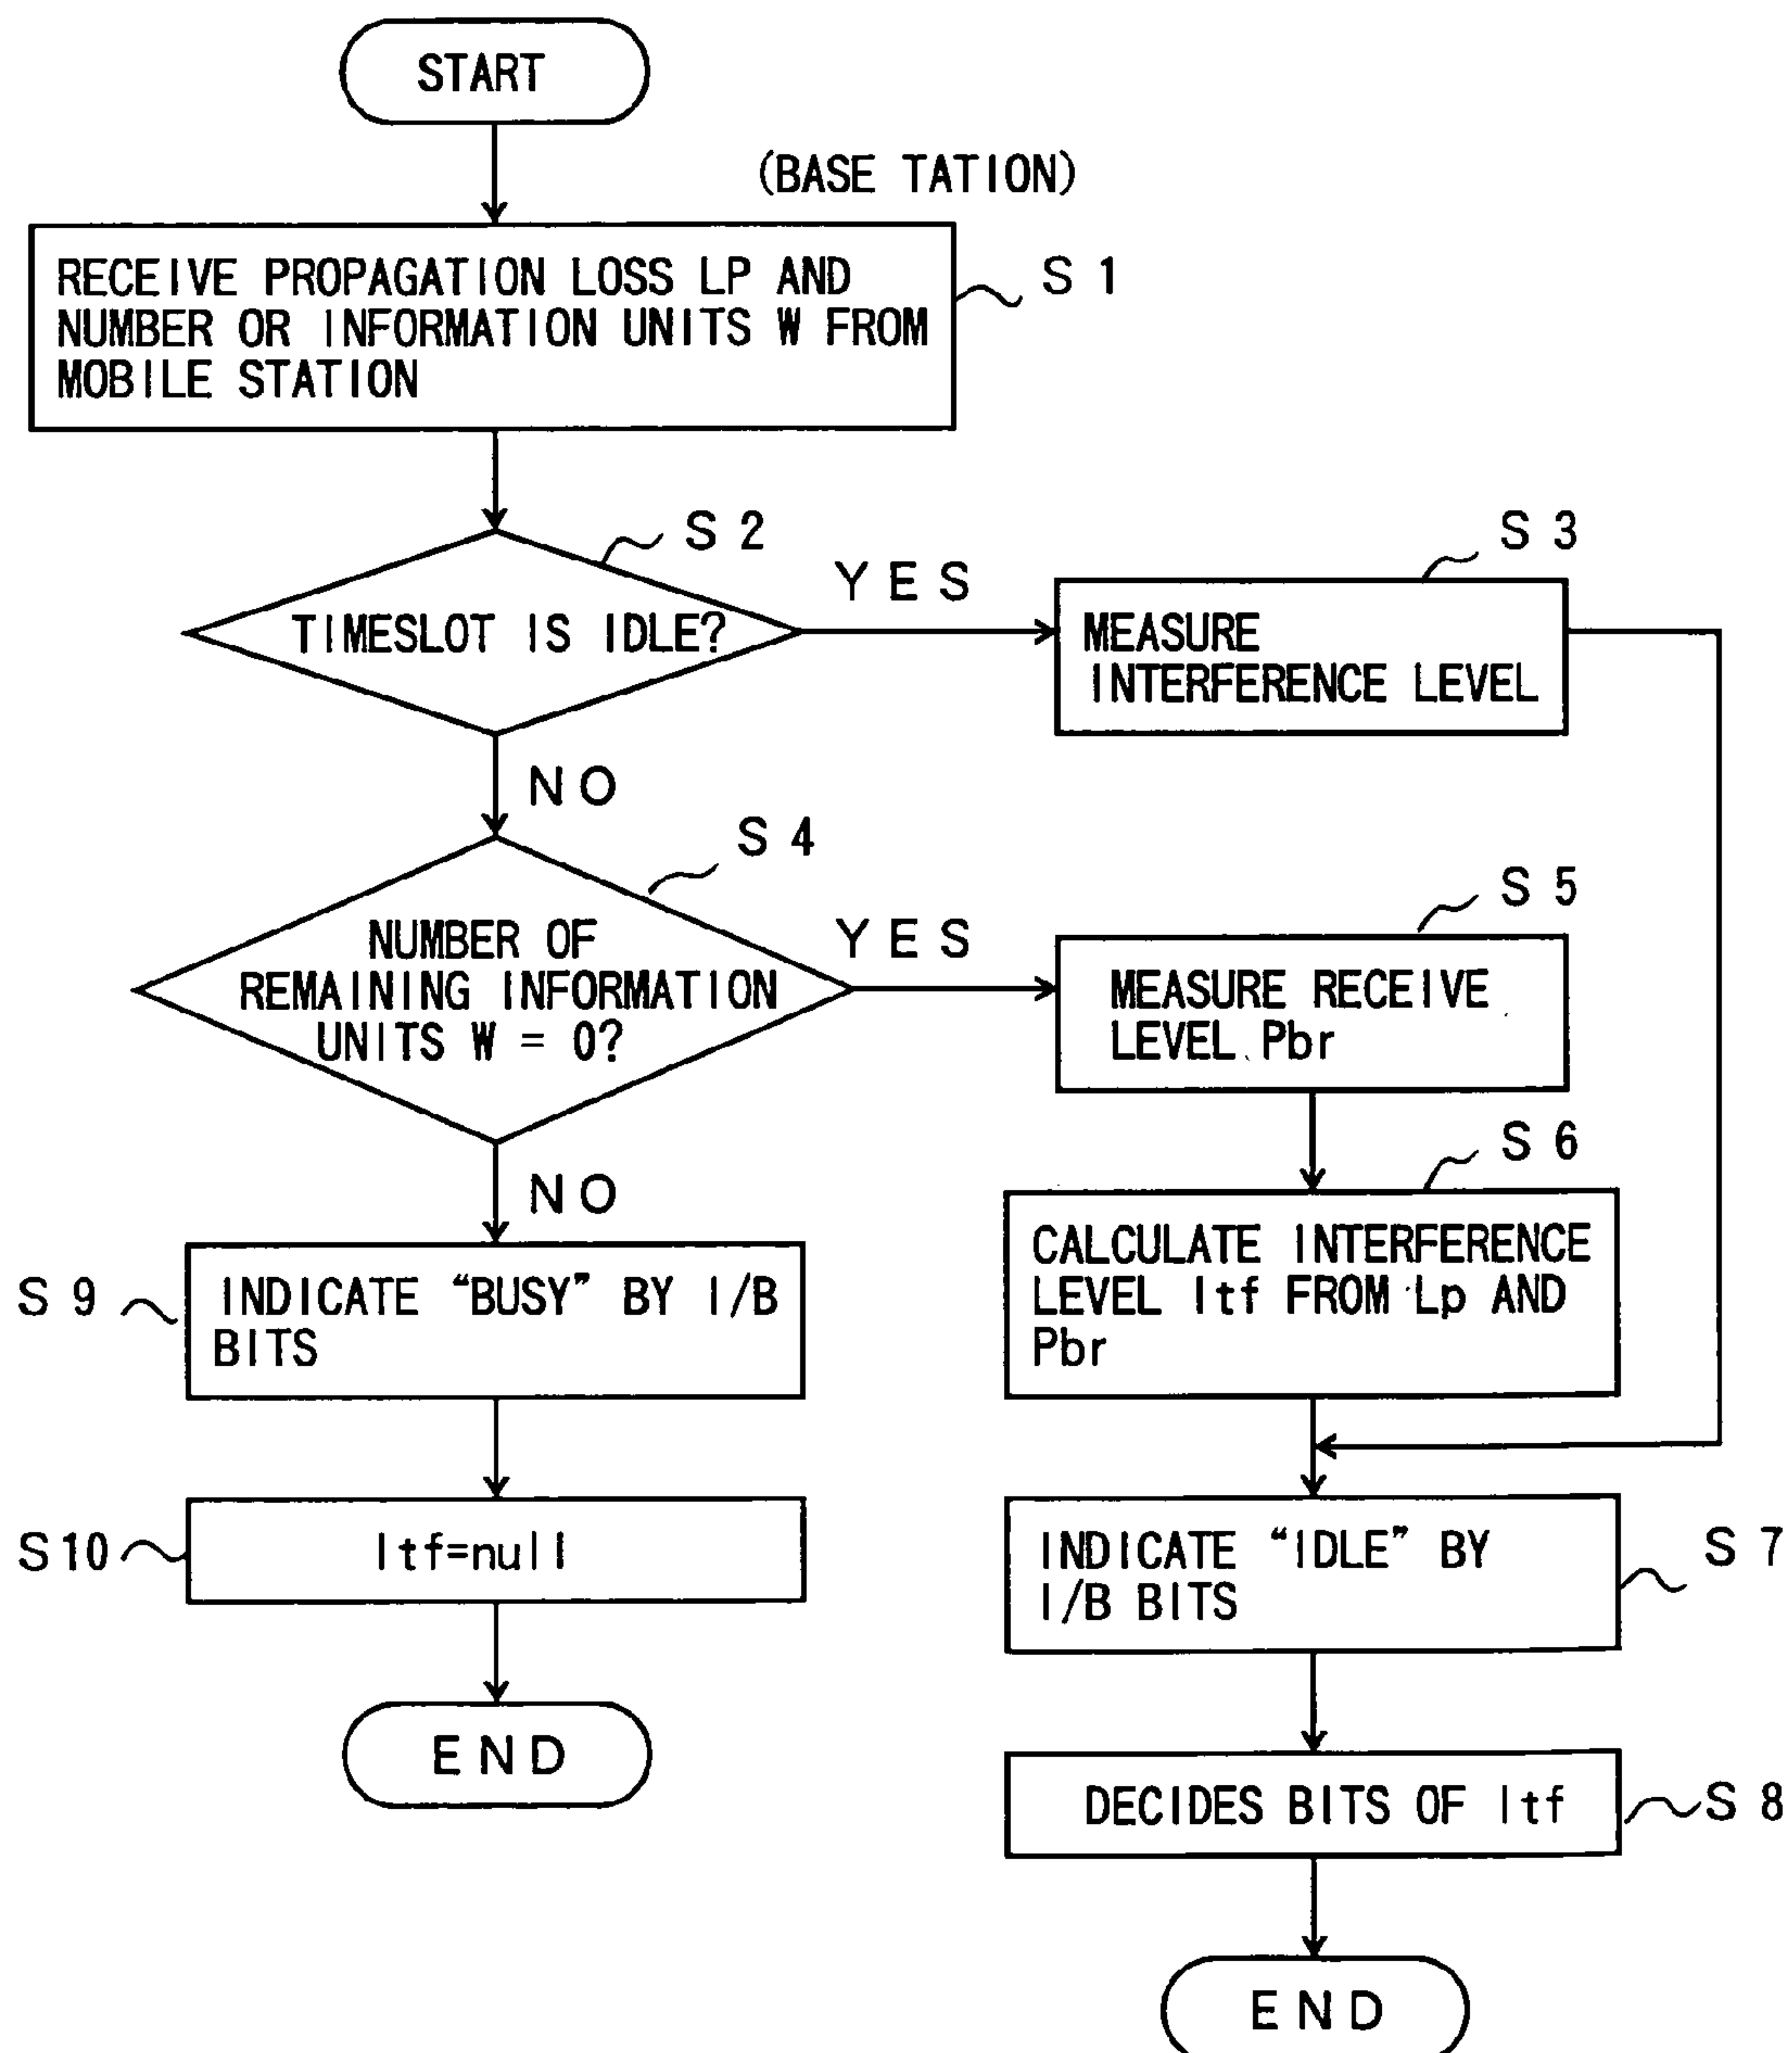 START
(BASE TATION)
RECEIVE PROPAGATION LOSS LP AND
NUMBER OR INFORMATION UNITS W FROM
MOBILE STATION
S 1
S 2
TIMESLOT IS IDLE?
YES
S 3
MEASURE
INTERFERENCE LEVEL
NO
S 4
NUMBER OF
REMAINING INFORMATION
UNITS W = 0?
YES
S 5
MEASURE RECEIVE
LEVEL Pbr
S 6
CALCULATE INTERFERENCE
LEVEL Itf FROM Lp AND
Pbr
NO
S 9
INDICATE “BUSY” BY I/B
BITS
S10
Itf=null
END
INDICATE “IDLE” BY
I/B BITS
S 7
DECIDES BITS OF Itf
S 8
END